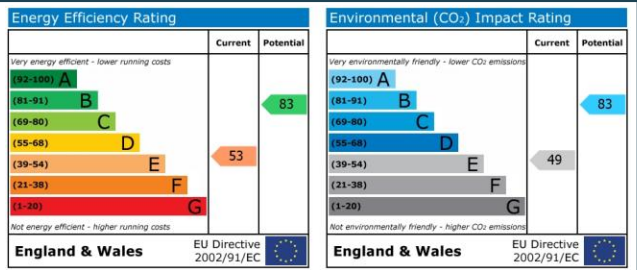 Energy Efficiency Rating
Current Potential
Very energy efficient - lower running costs
(92-100) A
(81-91) B
(69-80) C
(55-68) D
(39-54) E
(21-38) F
(1-20) G
53
83
Not energy efficient - higher running costs
England & Wales
EU Directive
2002/91/EC
Environmental (CO2) Impact Rating
Current Potential
Very environmentally friendly - lower CO2 emissions
(92-100) A
(81-91) B
(69-80) C
(55-68) D
(39-54) E
(21-38) F
(1-20) G
49
83
Not environmentally friendly - higher CO2 emissions
England & Wales
EU Directive
2002/91/EC